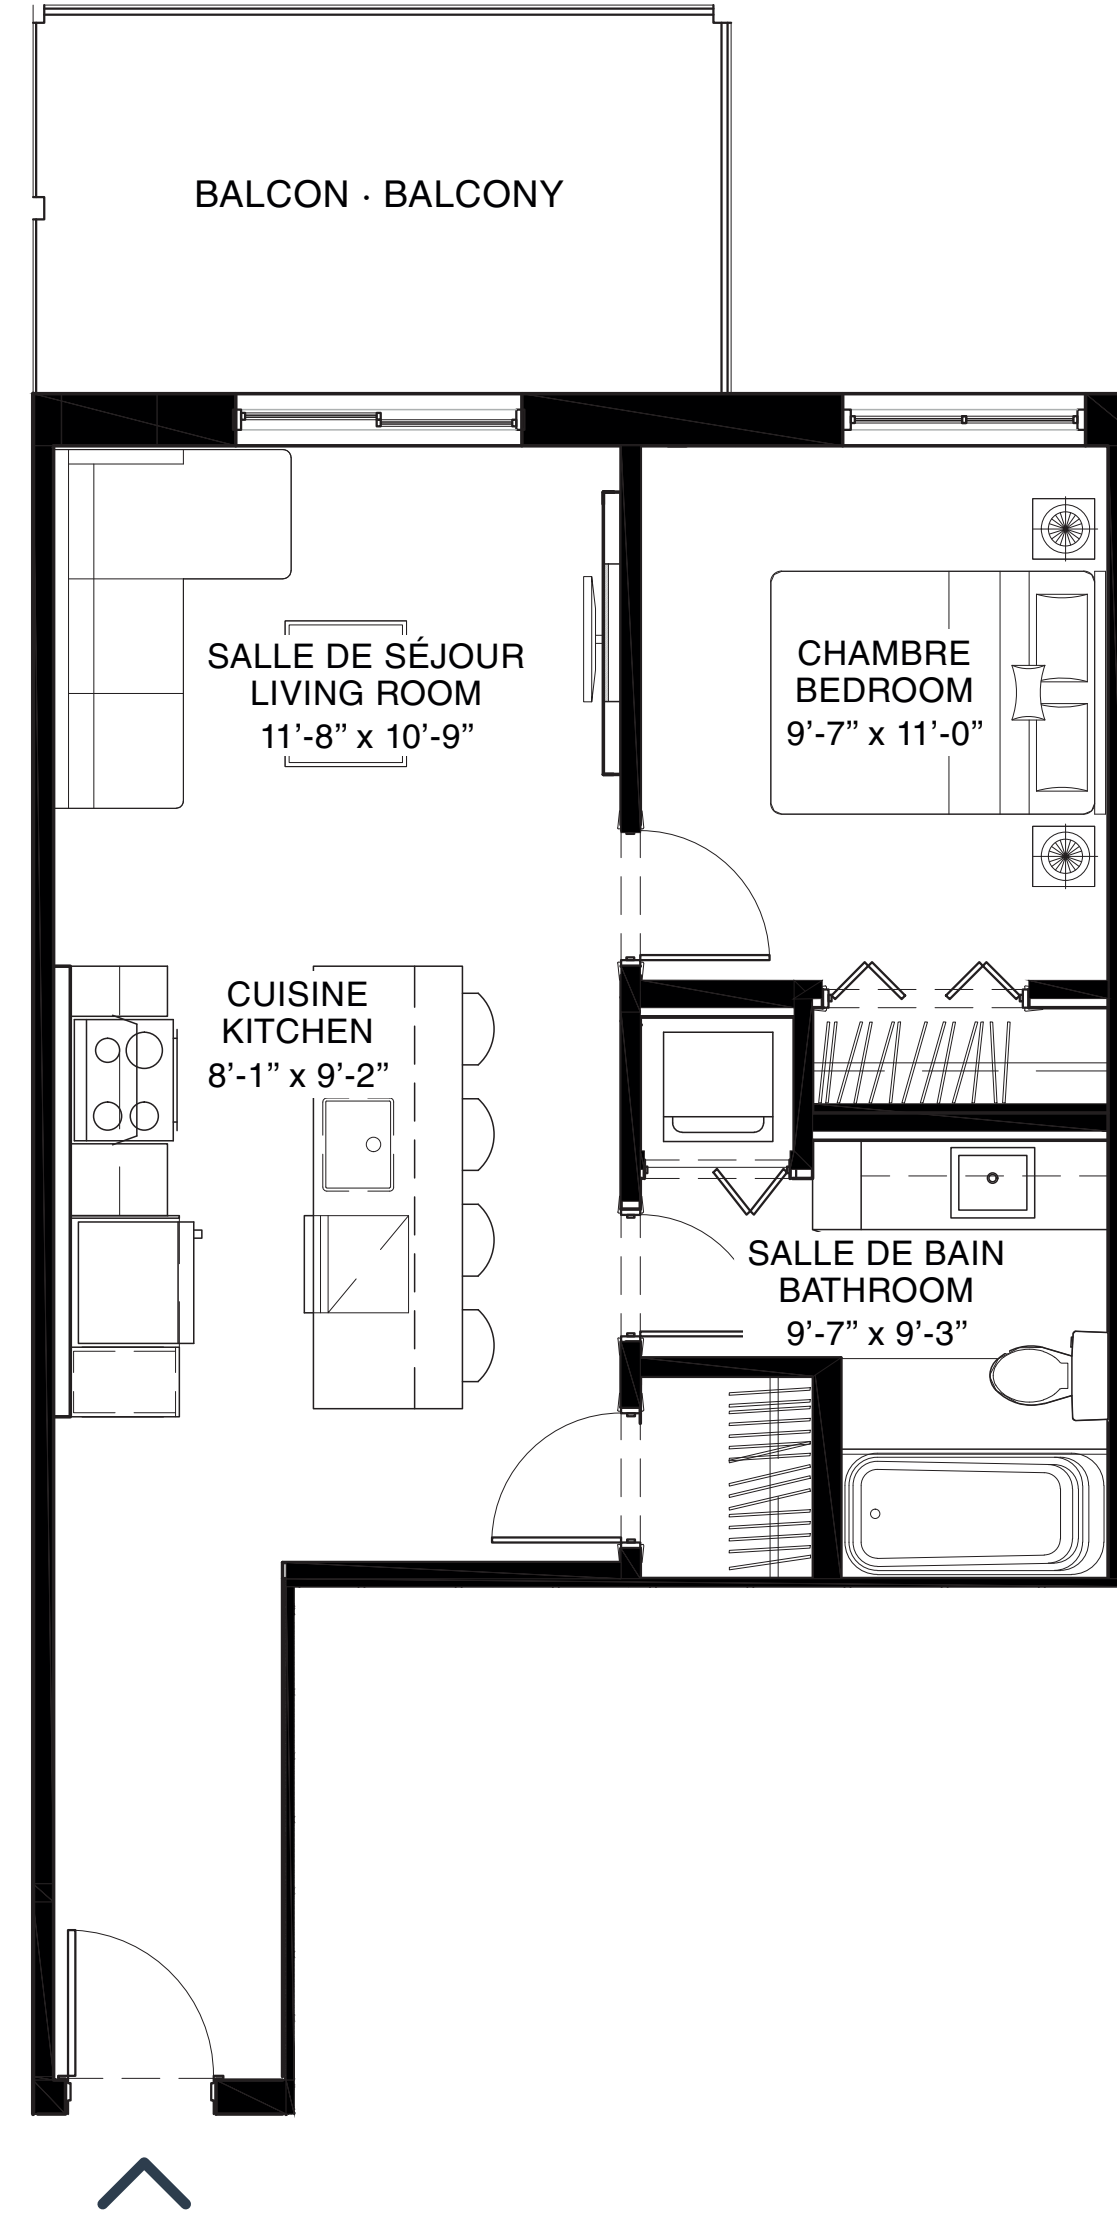 BALCON · BALCONY
SALLE DE SÉJOUR
LIVING ROOM
11’-8” x 10’-9”
CHAMBRE
BEDROOM
9’-7” x 11’-0”
CUISINE
KITCHEN
8’-1” x 9’-2”
SALLE DE BAIN
BATHROOM
9’-7” x 9’-3”